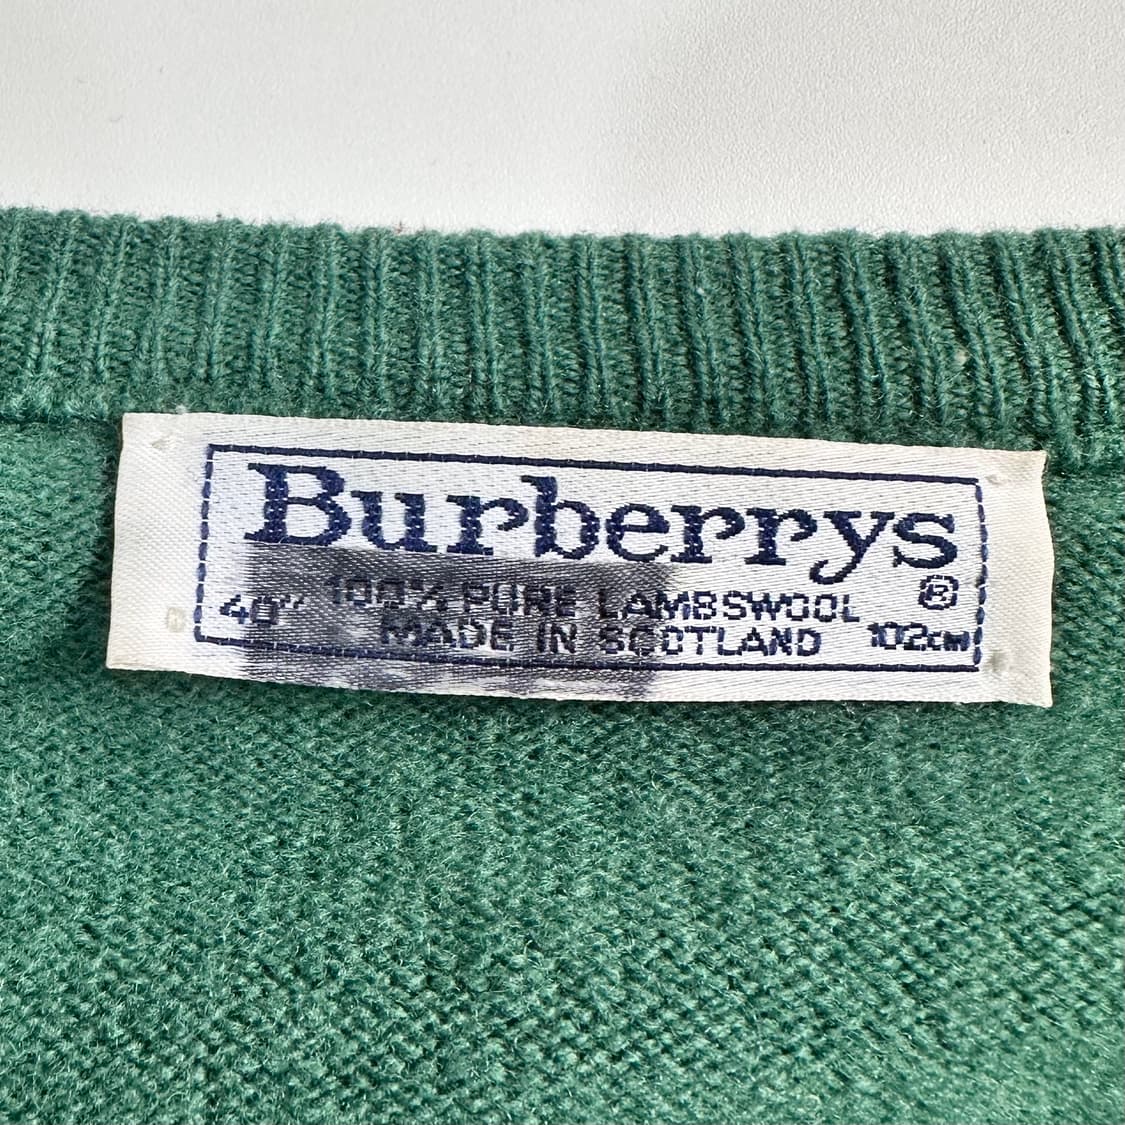 Burberrys
®
40" 100% PURE LAMBSWOOL
MADE IN SCOTLAND 102cm